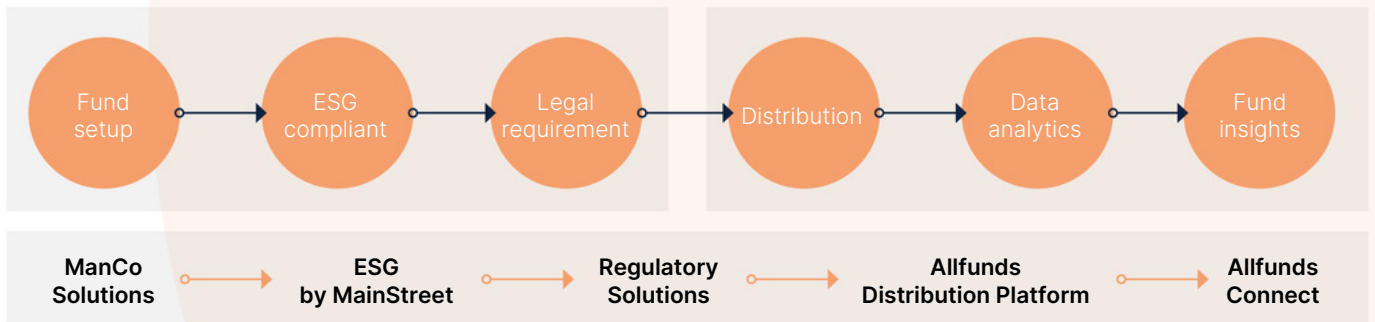 Fund
setup
ESG
compliant
Legal
requirement
Distribution
Data
analytics
Fund
insights
ManCo
Solutions
ESG
by MainStreet
Regulatory
Solutions
Allfunds
Distribution Platform
Allfunds
Connect